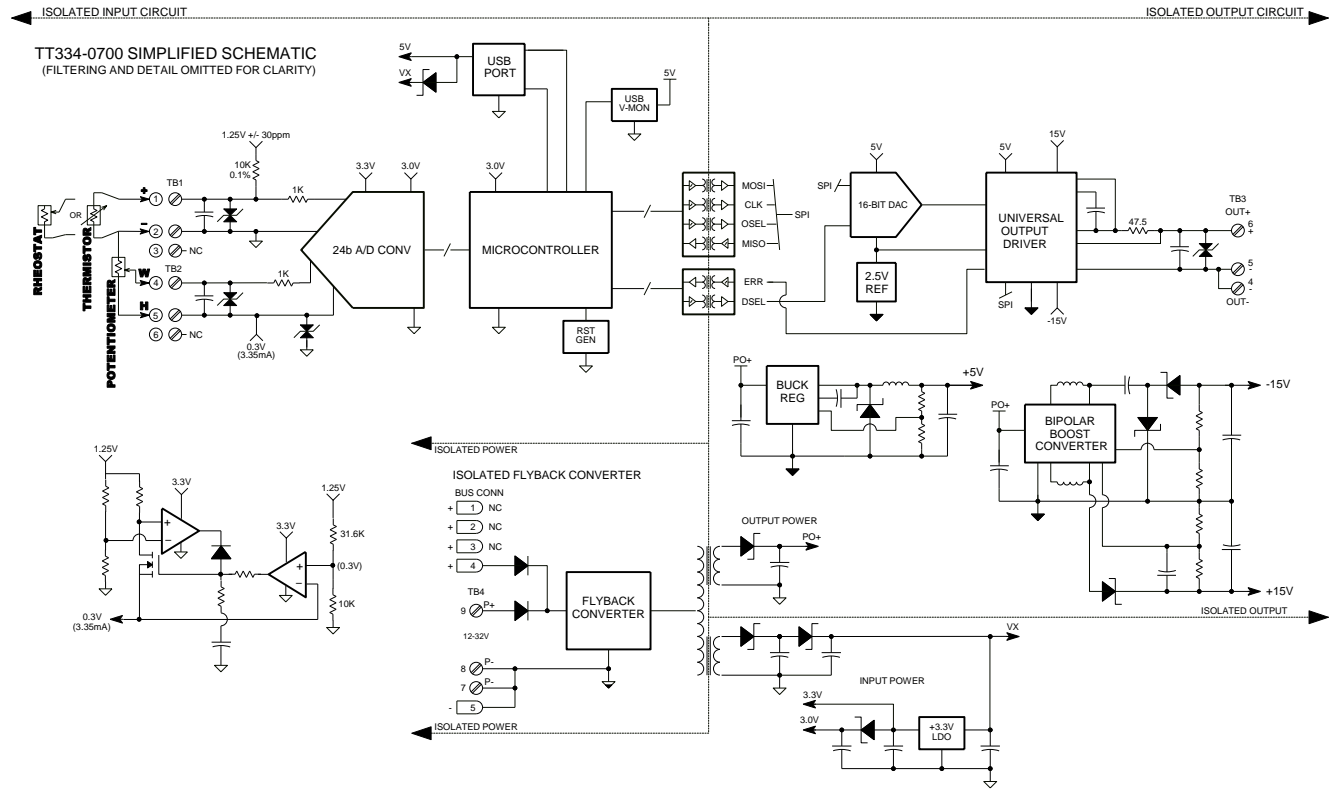 ISOLATED INPUT CIRCUIT
ISOLATED OUTPUT CIRCUIT
TT334-0700 SIMPLIFIED SCHEMATIC
(FILTERING AND DETAIL OMITTED FOR CLARITY)
5V
VX
USB
PORT
USB
V-MON
5V
1.25V +/- 30ppm
10K
0.1%
3.3V
3.0V
3.0V
TB1
+
1
1K
OR
-
2
3
NC
TB2
W
4
1K
H
5
6
NC
0.3V
(3.35mA)
RHEOSTAT
THERMISTOR
POTENTIOMETER
24b A/D CONV
MICROCONTROLLER
RST
GEN
MOSI
CLK
OSEL
MISO
SPI
ERR
DSEL
5V
SPI
16-BIT DAC
2.5V
REF
5V
15V
UNIVERSAL
OUTPUT
DRIVER
SPI
-15V
47.5
TB3
OUT+
6
+
5
-
4
-
OUT-
PO+
BUCK
REG
+5V
PO+
BIPOLAR
BOOST
CONVERTER
-15V
+15V
ISOLATED POWER
ISOLATED FLYBACK CONVERTER
BUS CONN
+ 1 NC
+ 2 NC
+ 3 NC
+ 4
TB4
9 P+
12-32V
8 P-
7 P-
- 5
FLYBACK
CONVERTER
OUTPUT POWER
PO+
ISOLATED OUTPUT
VX
INPUT POWER
3.3V
3.0V
+3.3V
LDO
ISOLATED POWER
1.25V
3.3V
+
-
3.3V
1.25V
31.6K
+
-
(0.3V)
10K
0.3V
(3.35mA)